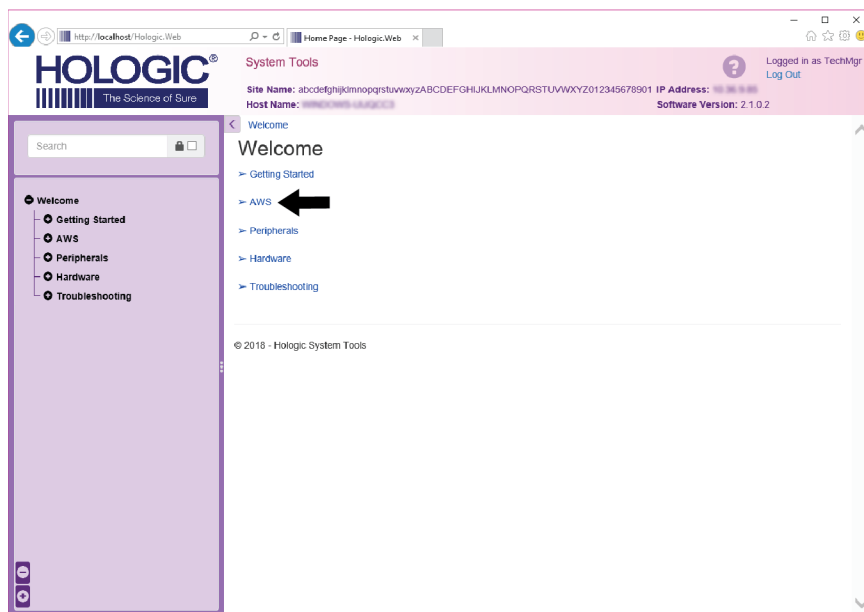 http://localhost/Hologic.Web
Home Page - Hologic.Web
HOLOGIC®
The Science of Sure
System Tools
Logged in as TechMgr
Log Out
Site Name: abcdefghijklmnopqrstuvwxyzABCDEFGHIJKLMNOPQRSTUVWXYZ012345678901 IP Address:
Host Name:
Software Version: 2.1.0.2
Search
Welcome
Getting Started
AWS
Peripherals
Hardware
Troubleshooting
Welcome
Welcome
➢ Getting Started
➢ AWS
➢ Peripherals
➢ Hardware
➢ Troubleshooting
© 2018 - Hologic System Tools